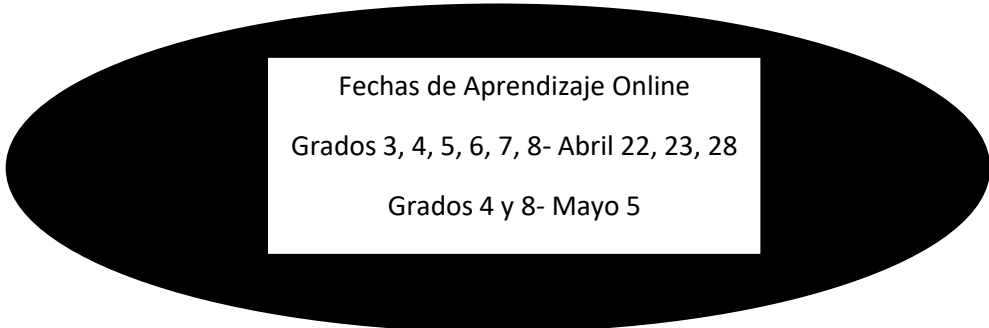 Fechas de Aprendizaje Online
Grados 3, 4, 5, 6, 7, 8- Abril 22, 23, 28
Grados 4 y 8- Mayo 5